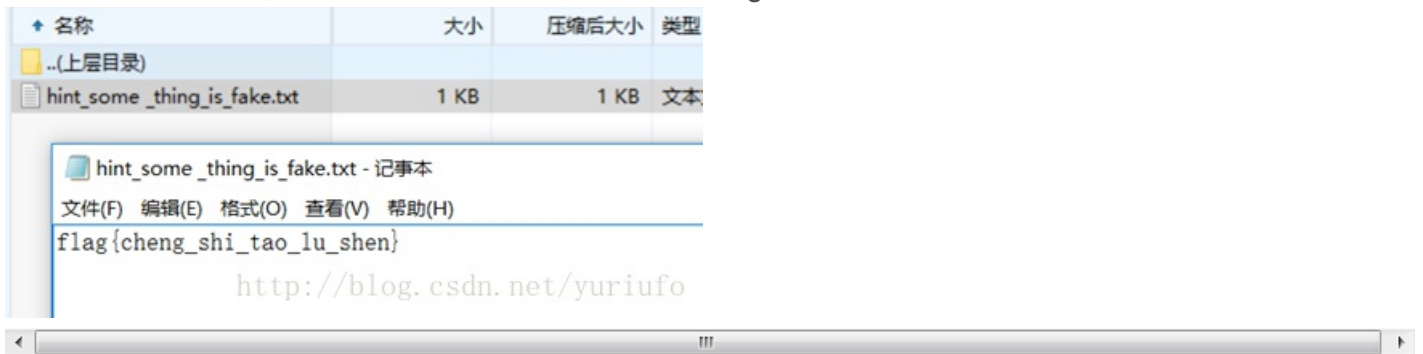 名称 大小 压缩后大小 类型
..(上层目录)
hint_some _thing_is_fake.txt 1 KB 1 KB 文本
hint_some _thing_is_fake.txt - 记事本
文件(F) 编辑(E) 格式(O) 查看(V) 帮助(H)
flag{cheng_shi_tao_lu_shen}
http://blog.csdn.net/yuriufo